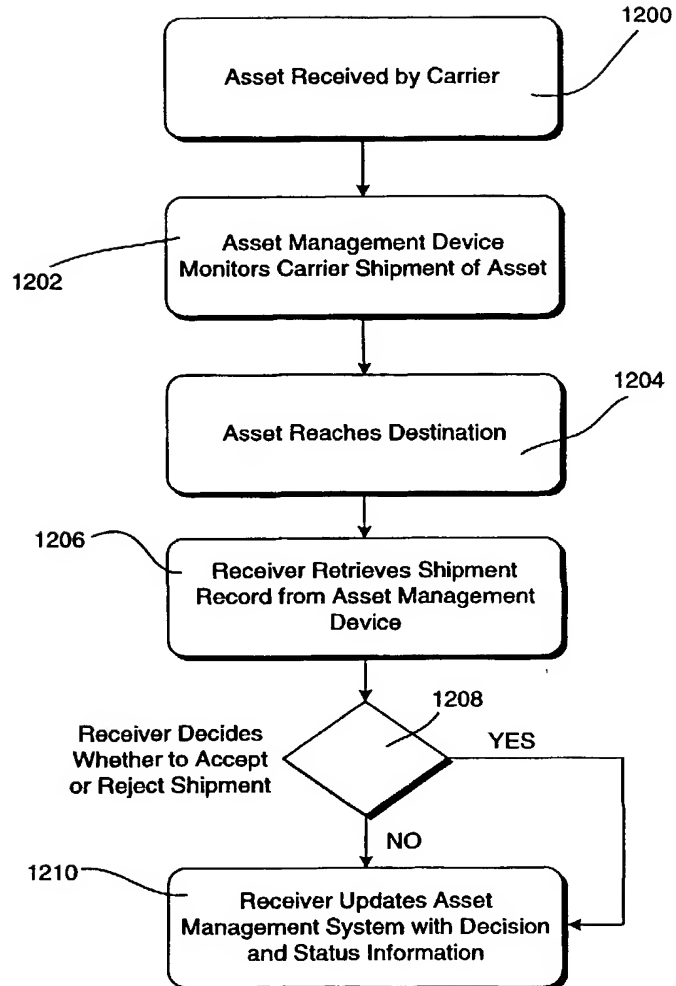 1200
Asset Received by Carrier
Asset Management Device
Monitors Carrier Shipment of Asset
1202
1204
Asset Reaches Destination
1206
Receiver Retrieves Shipment
Record from Asset Management
Device
1208
Receiver Decides
Whether to Accept
or Reject Shipment
YES
NO
1210
Receiver Updates Asset
Management System with Decision
and Status Information